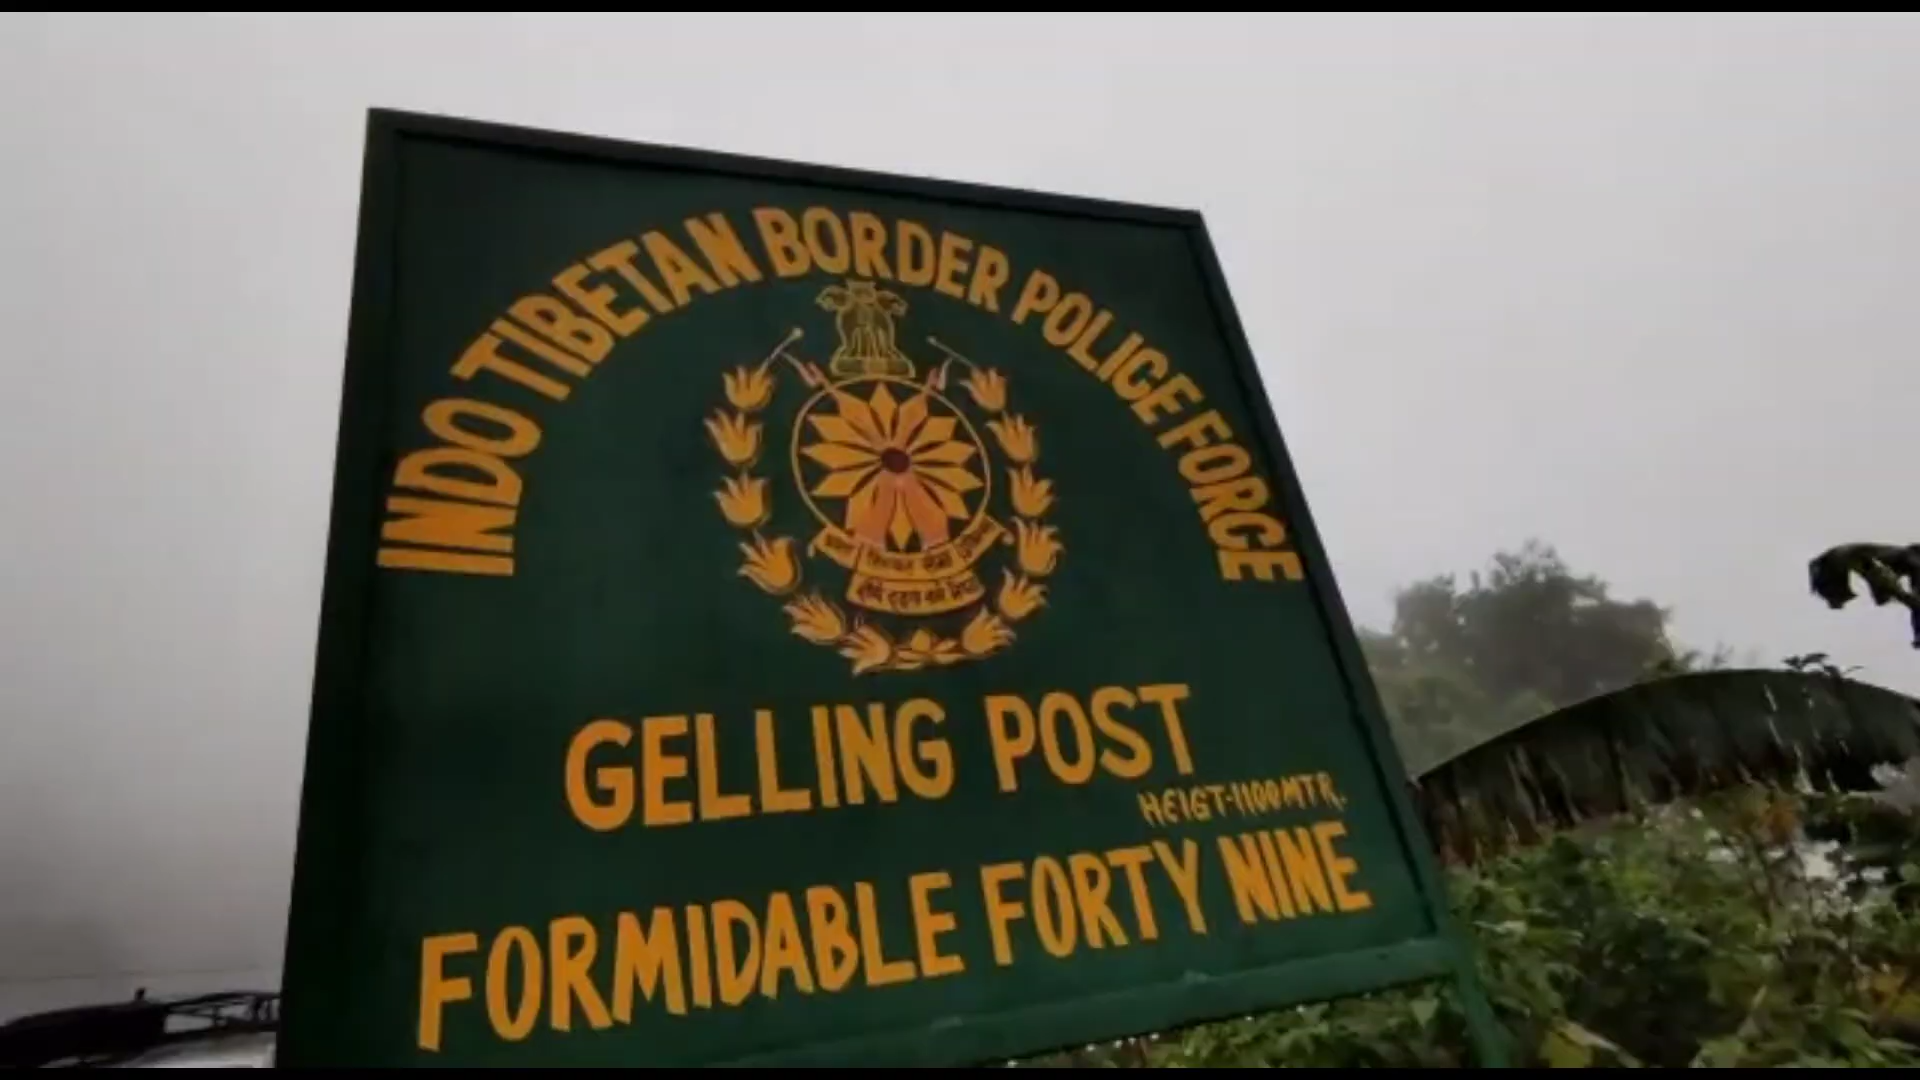 INDO TIBETAN BORDER POLICE FORCE
GELLING POST
HEIGT-1100MTR.
FORMIDABLE FORTY NINE